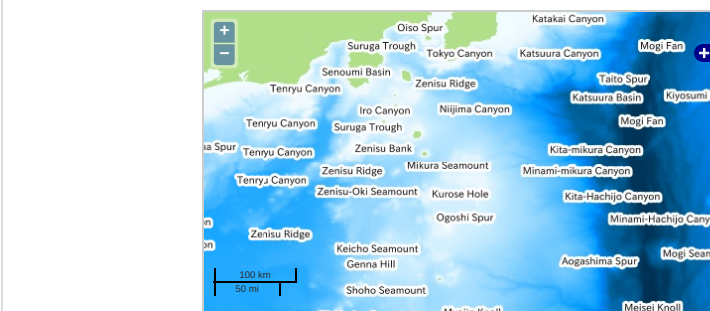 Katakai Canyon
+
Oiso Spur
Suruga Trough
Mogi Fan
+
−
Tokyo Canyon
Katsuura Canyon
Senoumi Basin
Taito Spur
Zenisu Ridge
Tenryu Canyon
Katsuura Basin
Kiyosumi
Iro Canyon
Niijima Canyon
Tenryu Canyon
Suruga Trough
Mogi Fan
Spur
Zenisu Bank
Kita-mikura Canyon
Tenryu Canyon
Mikura Seamount
Zenisu Ridge
Minami-mikura Canyon
Tenryu Canyon
Zenisu-Oki Seamount
Kurose Hole
Kita-Hachijo Canyon
Ogoshi Spur
Minami-Hachijo Cany
Zenisu Ridge
Keicho Seamount
Mogi Seam
Genna Hill
Aogashima Spur
100 km
50 mi
Shoho Seamount
Meisei Knoll